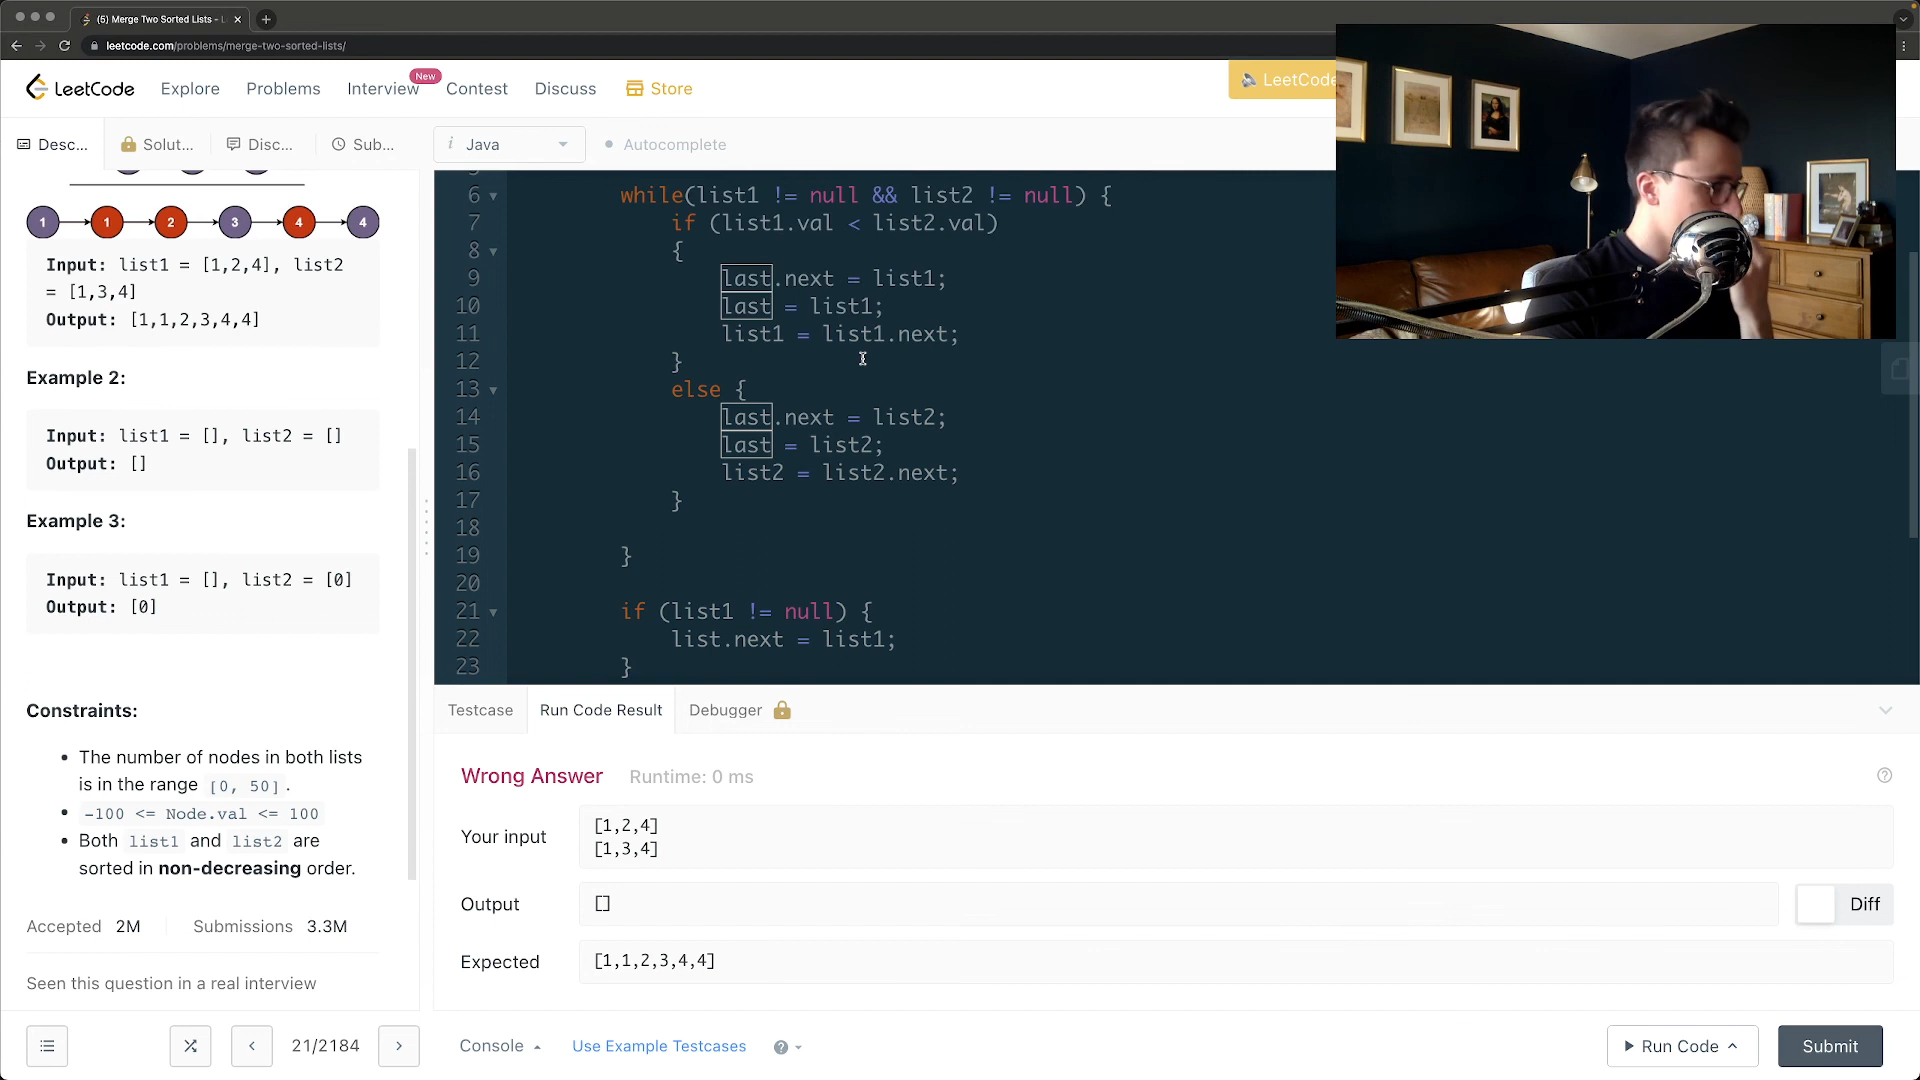 (5) Merge Two Sorted Lists - L
leetcode.com/problems/merge-two-sorted-lists/
LeetCode
Explore
Problems
Interview
New
Contest
Discuss
Store
LeetCode
Desc...
Solut...
Disc...
Sub...
i Java
Autocomplete
1 1 2 3 4 4
Input: list1 = [1,2,4], list2
= [1,3,4]
Output: [1,1,2,3,4,4]
Example 2:
Input: list1 = [], list2 = []
Output: []
Example 3:
Input: list1 = [], list2 = [0]
Output: [0]
Constraints:
• The number of nodes in both lists
is in the range [0, 50].
• -100 <= Node.val <= 100
• Both list1 and list2 are
sorted in non-decreasing order.
Accepted 2M
Submissions 3.3M
Seen this question in a real interview
21/2184
6 while(list1 != null && list2 != null) {
7 if (list1.val < list2.val)
8 {
9 last.next = list1;
10 last = list1;
11 list1 = list1.next;
12 }
13 else {
14 last.next = list2;
15 last = list2;
16 list2 = list2.next;
17 }
18
19 }
20
21 if (list1 != null) {
22 list.next = list1;
23 }
Testcase
Run Code Result
Debugger
Wrong Answer
Runtime: 0 ms
Your input
[1,2,4]
[1,3,4]
Output
[]
Diff
Expected
[1,1,2,3,4,4]
Console
Use Example Testcases
Run Code
Submit